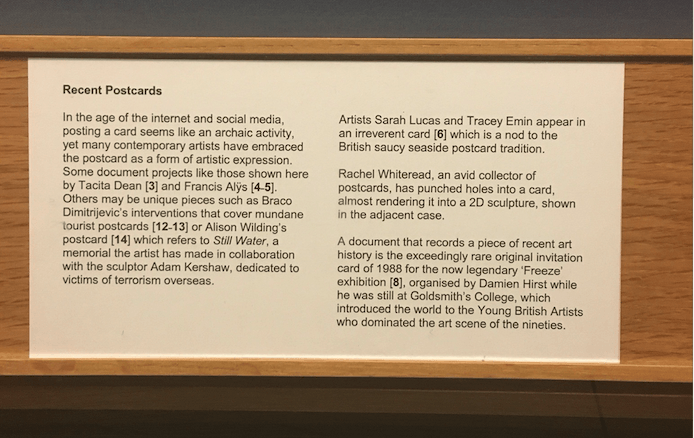 Recent Postcards
In the age of the internet and social media,
posting a card seems like an archaic activity,
yet many contemporary artists have embraced
the postcard as a form of artistic expression.
Some document projects like those shown here
by Tacita Dean [3] and Francis Alÿs [4-5].
Others may be unique pieces such as Braco
Dimitrijevic's interventions that cover mundane
tourist postcards [12-13] or Alison Wilding's
postcard [14] which refers to Still Water, a
memorial the artist has made in collaboration
with the sculptor Adam Kershaw, dedicated to
victims of terrorism overseas.
Artists Sarah Lucas and Tracey Emin appear in
an irreverent card [6] which is a nod to the
British saucy seaside postcard tradition.
Rachel Whiteread, an avid collector of
postcards, has punched holes into a card,
almost rendering it into a 2D sculpture, shown
in the adjacent case.
A document that records a piece of recent art
history is the exceedingly rare original invitation
card of 1988 for the now legendary 'Freeze'
exhibition [8], organised by Damien Hirst while
he was still at Goldsmith's College, which
introduced the world to the Young British Artists
who dominated the art scene of the nineties.